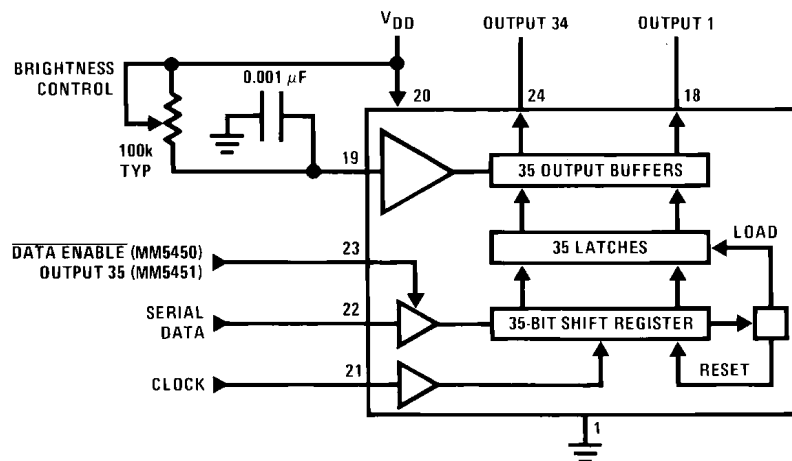 V_DD
OUTPUT 34
OUTPUT 1
BRIGHTNESS
CONTROL
0.001 μF
20
24
18
100k
TYP
19
35 OUTPUT BUFFERS
LOAD
DATA ENABLE (MM5450)
OUTPUT 35 (MM5451)
23
35 LATCHES
SERIAL
DATA
22
35-BIT SHIFT REGISTER
CLOCK
21
RESET
1